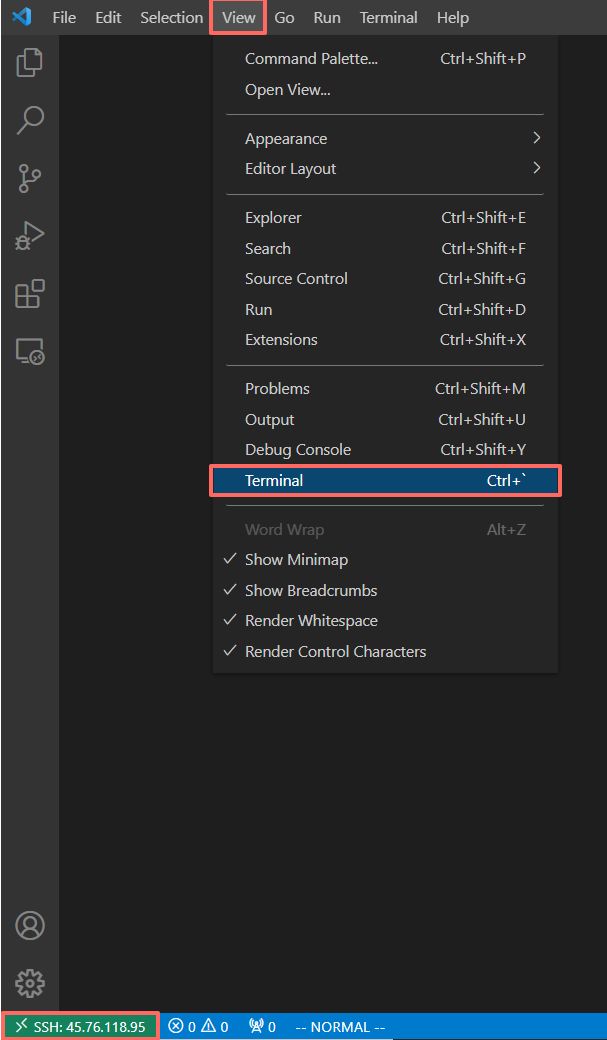 File Edit Selection View Go Run Terminal Help
Command Palette... Ctrl+Shift+P
Open View...
Appearance
Editor Layout
Explorer Ctrl+Shift+E
Search Ctrl+Shift+F
Source Control Ctrl+Shift+G
Run Ctrl+Shift+D
Extensions Ctrl+Shift+X
Problems Ctrl+Shift+M
Output Ctrl+Shift+U
Debug Console Ctrl+Shift+Y
Terminal Ctrl+`
Word Wrap Alt+Z
Show Minimap
Show Breadcrumbs
Render Whitespace
Render Control Characters
SSH: 45.76.118.95 0 0 0 -- NORMAL --